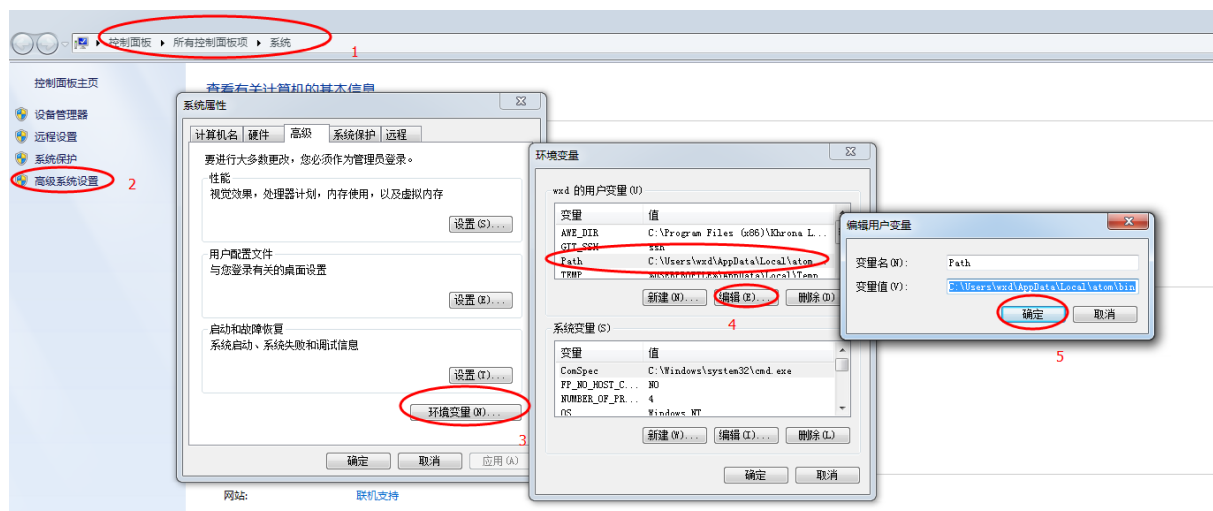 控制面板 ▸ 所有控制面板项 ▸ 系统
1
控制面板主页
设备管理器
远程设置
系统保护
高级系统设置
2
查看有关计算机的基本信息
系统属性
计算机名 硬件 高级 系统保护 远程
要进行大多数更改，您必须作为管理员登录。
性能
视觉效果，处理器计划，内存使用，以及虚拟内存
设置(S)...
用户配置文件
与您登录有关的桌面设置
设置(E)...
启动和故障恢复
系统启动、系统失败和调试信息
设置(T)...
环境变量(N)...
3
确定 取消 应用(A)
网站: 联机支持
环境变量
wxd 的用户变量(U)
变量 值
AWE_DIR C:\Program Files (x86)\Khrona L...
GIT_SSH ssh
Path C:\Users\wxd\AppData\Local\atom
TEMP %USERPROFILE%\AppData\Local\Temp
新建(N)... 编辑(E)... 删除(D)
4
系统变量(S)
变量 值
ComSpec C:\Windows\system32\cmd.exe
FP_NO_HOST_C... NO
NUMBER_OF_PR... 4
OS Windows_NT
新建(W)... 编辑(I)... 删除(L)
确定 取消
编辑用户变量
变量名(N): Path
变量值(V): C:\Users\wxd\AppData\Local\atom\bin
确定 取消
5